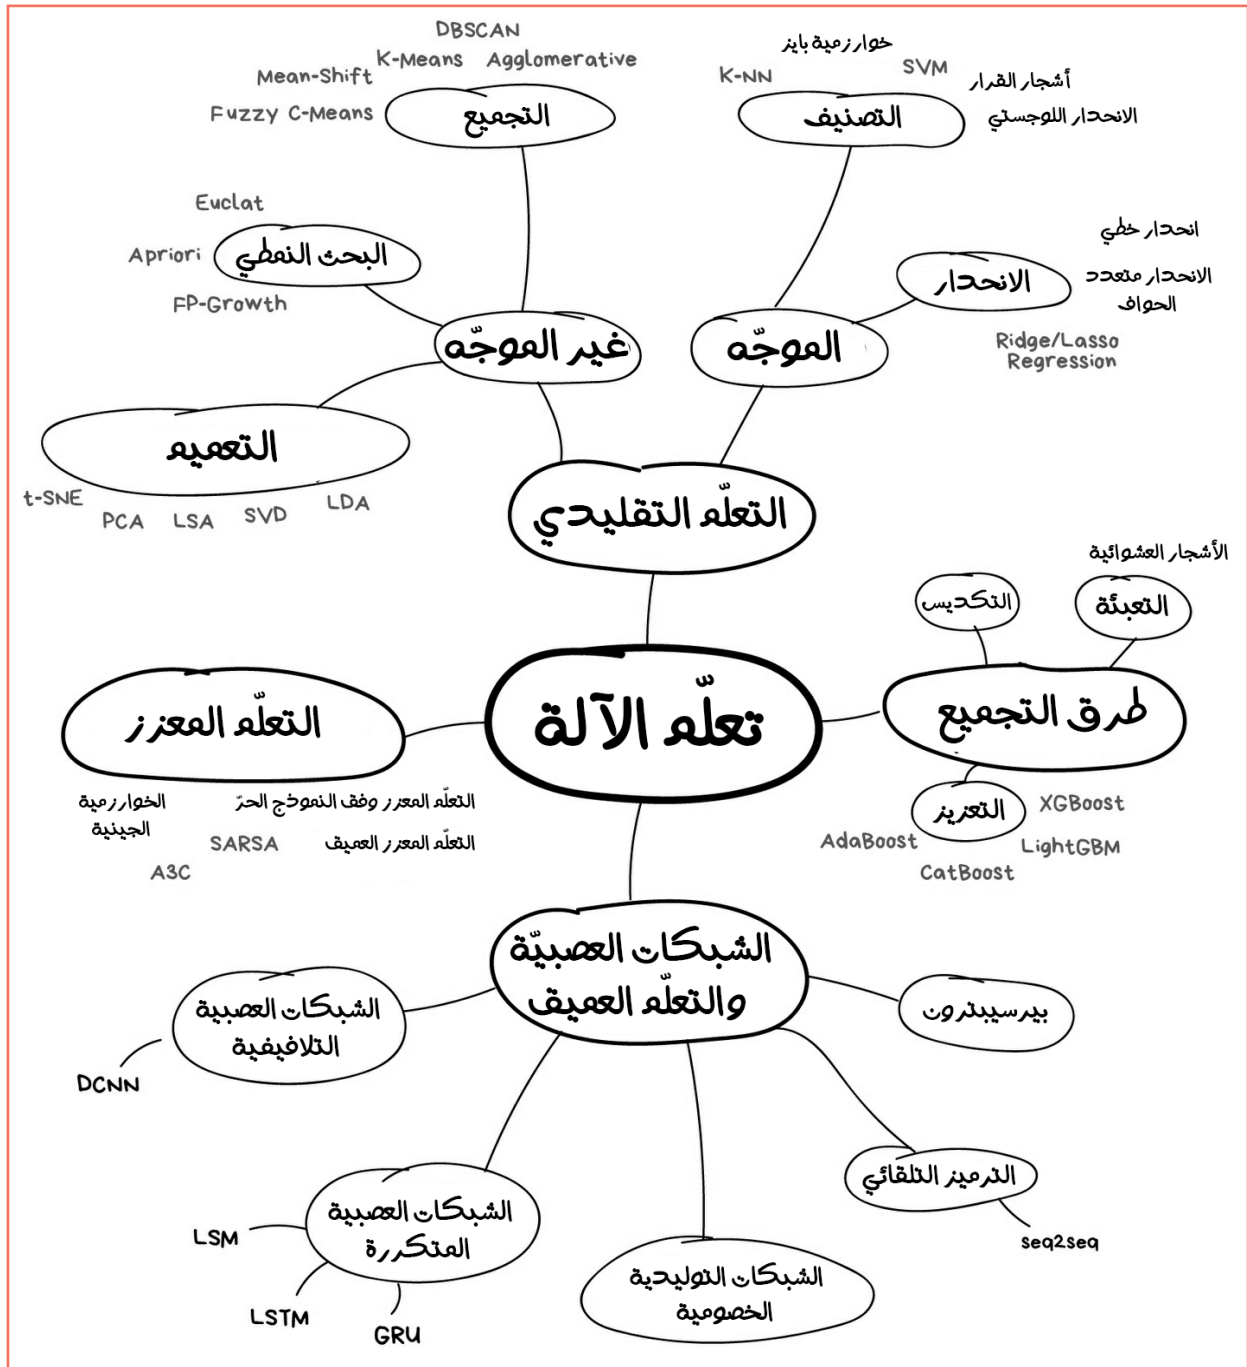 DBSCAN
K-Means
Agglomerative
Mean-Shift
Fuzzy C-Means
التجميع
خوارزمية بايز
K-NN
SVM
أشجار القرار
الانحدار اللوجستي
التصنيف
Euclat
Apriori
البحث النمطي
FP-Growth
انحدار خطي
الانحدار
الانحدار متعدد
الحواف
Ridge/Lasso
Regression
غير الموجّه
الموجّه
التعميم
t-SNE
PCA
LSA
SVD
LDA
التعلّم التقليدي
الأشجار العشوائية
التكديس
التعبئة
طرق التجميع
تعلّم الآلة
التعلّم المعزز
التعزيز
XGBoost
AdaBoost
LightGBM
CatBoost
التعلّم المعزز وفق النموذج الحرّ
الخوارزمية
الجينية
التعلّم المعزز العميق
SARSA
A3C
الشبكات العصبيّة
والتعلّم العميق
الشبكات العصبية
التلافيفية
DCNN
بيرسيبترون
الترميز التلقائي
seq2seq
الشبكات العصبية
المتكررة
LSM
LSTM
GRU
الشبكات التوليدية
الخصومية